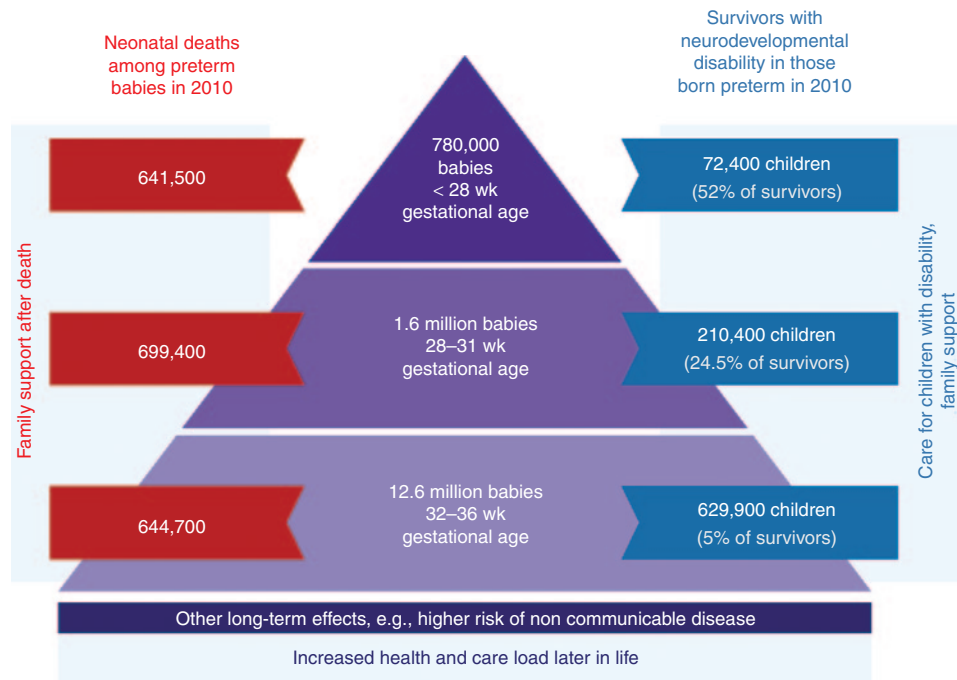 Neonatal deaths
among preterm
babies in 2010
Survivors with
neurodevelopmental
disability in those
born preterm in 2010
641,500
780,000
babies
< 28 wk
gestational age
72,400 children
(52% of survivors)
Family support after death
699,400
1.6 million babies
28–31 wk
gestational age
210,400 children
(24.5% of survivors)
Care for children with disability,
family support
644,700
12.6 million babies
32–36 wk
gestational age
629,900 children
(5% of survivors)
Other long-term effects, e.g., higher risk of non communicable disease
Increased health and care load later in life